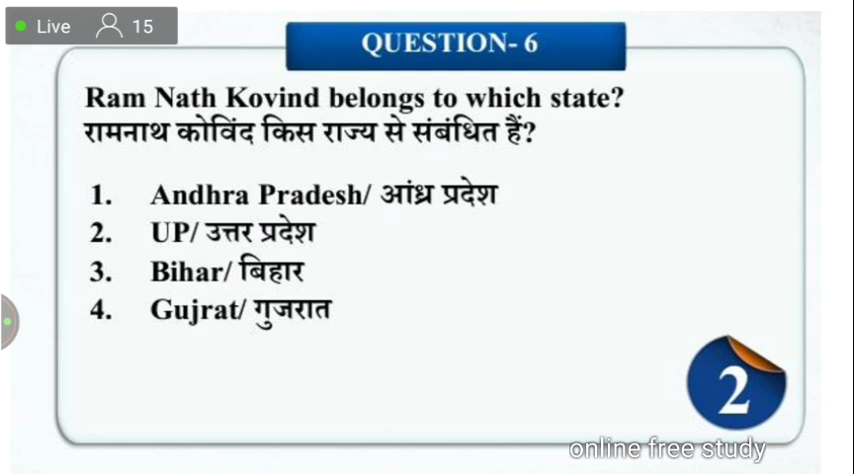 Live 15
QUESTION- 6
Ram Nath Kovind belongs to which state?
रामनाथ कोविंद किस राज्य से संबंधित हैं?
1. Andhra Pradesh/ आंध्र प्रदेश
2. UP/ उत्तर प्रदेश
3. Bihar/ बिहार
4. Gujrat/ गुजरात
2
online free study